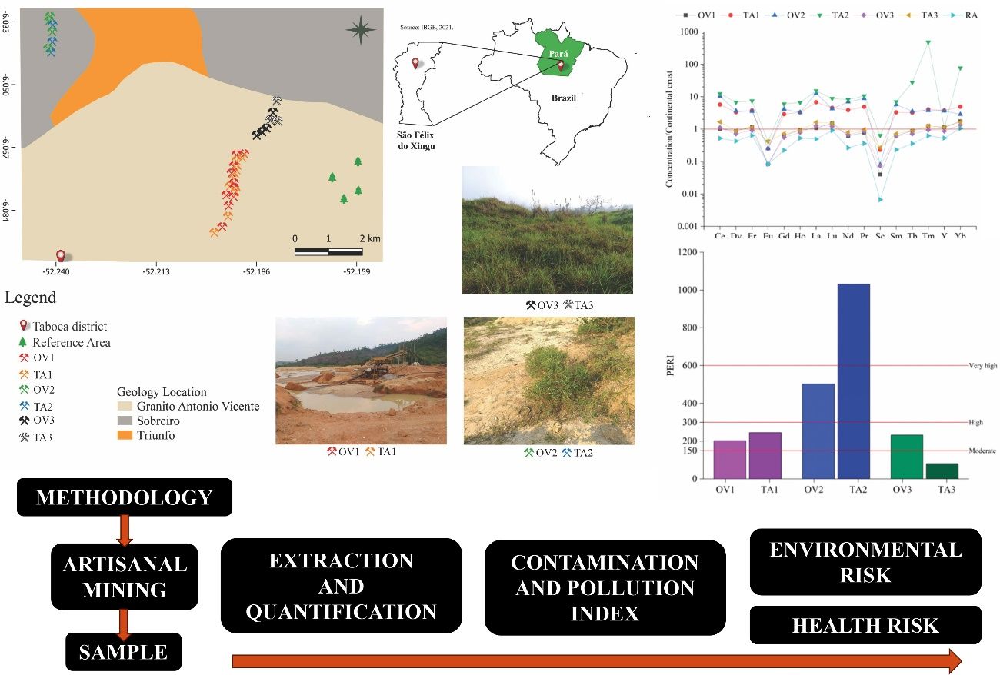 -6.033
-6.050
-6.067
-6.084
0 1 2 km
-52.240 -52.213 -52.186 -52.159
Legend
Taboca district
Reference Area
OV1
TA1
OV2
TA2
OV3
TA3
Geology Location
Granito Antonio Vicente
Sobreiro
Triunfo
Source: IBGE, 2021.
Pará
Brazil
São Félix
do Xingu
OV3 TA3
OV1 TA1
OV2 TA2
OV1 TA1 OV2 TA2 OV3 TA3 RA
Concentration/Continental crust
1000
100
10
1
0.1
0.01
0.001
Ce Dy Er Eu Gd Ho La Lu Nd Pr Sc Sm Tb Tm Y Yb
PERI
1200
1000
800
600
400
300
200
150
0
Very high
High
Moderate
OV1 TA1 OV2 TA2 OV3 TA3
METHODOLOGY
ARTISANAL
MINING
SAMPLE
EXTRACTION
AND
QUANTIFICATION
CONTAMINATION
AND POLLUTION
INDEX
ENVIRONMENTAL
RISK
HEALTH RISK